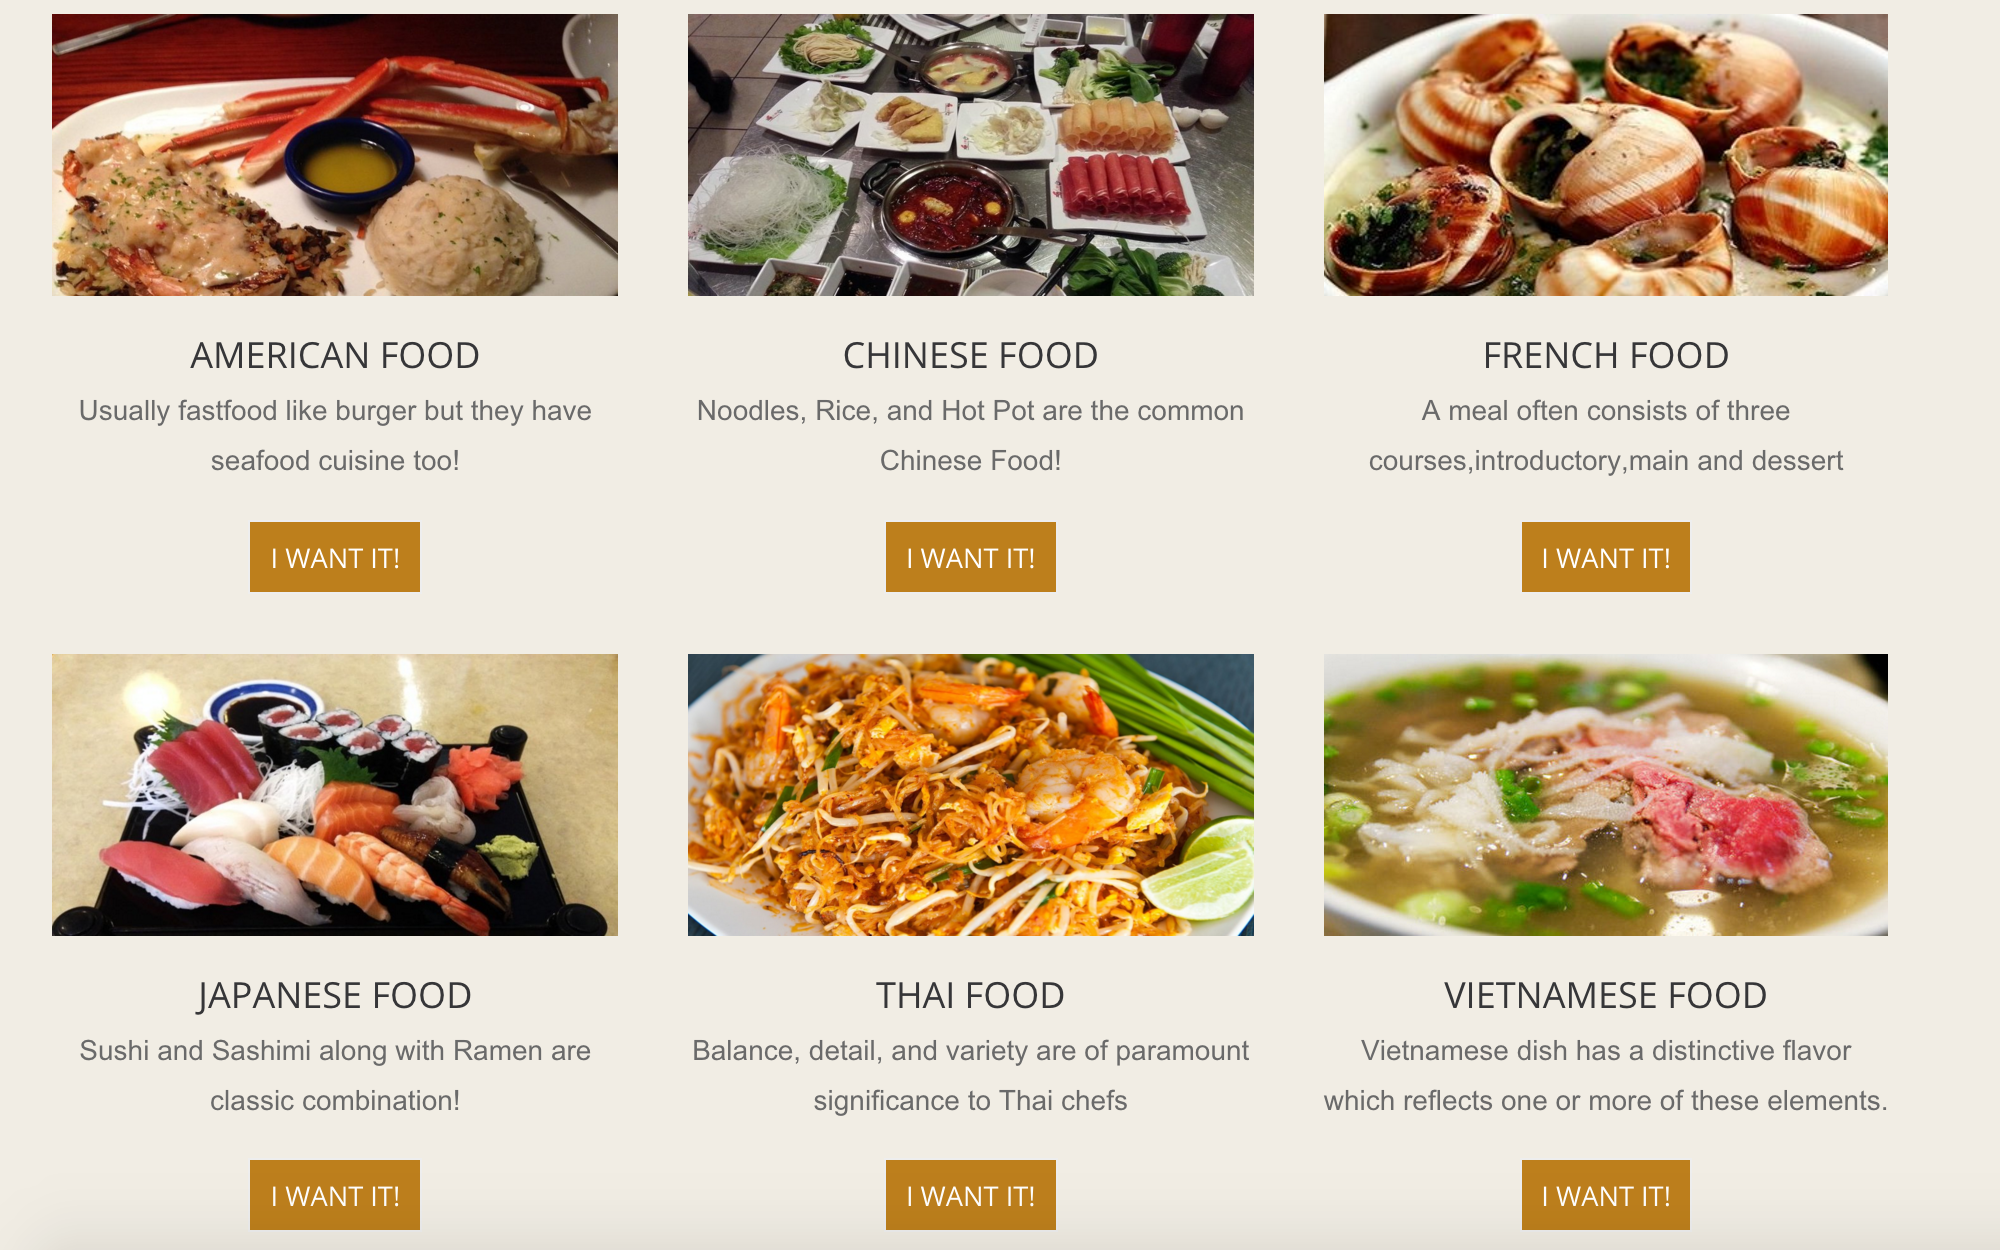 AMERICAN FOOD
Usually fastfood like burger but they have
seafood cuisine too!
I WANT IT!
CHINESE FOOD
Noodles, Rice, and Hot Pot are the common
Chinese Food!
I WANT IT!
FRENCH FOOD
A meal often consists of three
courses,introductory,main and dessert
I WANT IT!
JAPANESE FOOD
Sushi and Sashimi along with Ramen are
classic combination!
I WANT IT!
THAI FOOD
Balance, detail, and variety are of paramount
significance to Thai chefs
I WANT IT!
VIETNAMESE FOOD
Vietnamese dish has a distinctive flavor
which reflects one or more of these elements.
I WANT IT!